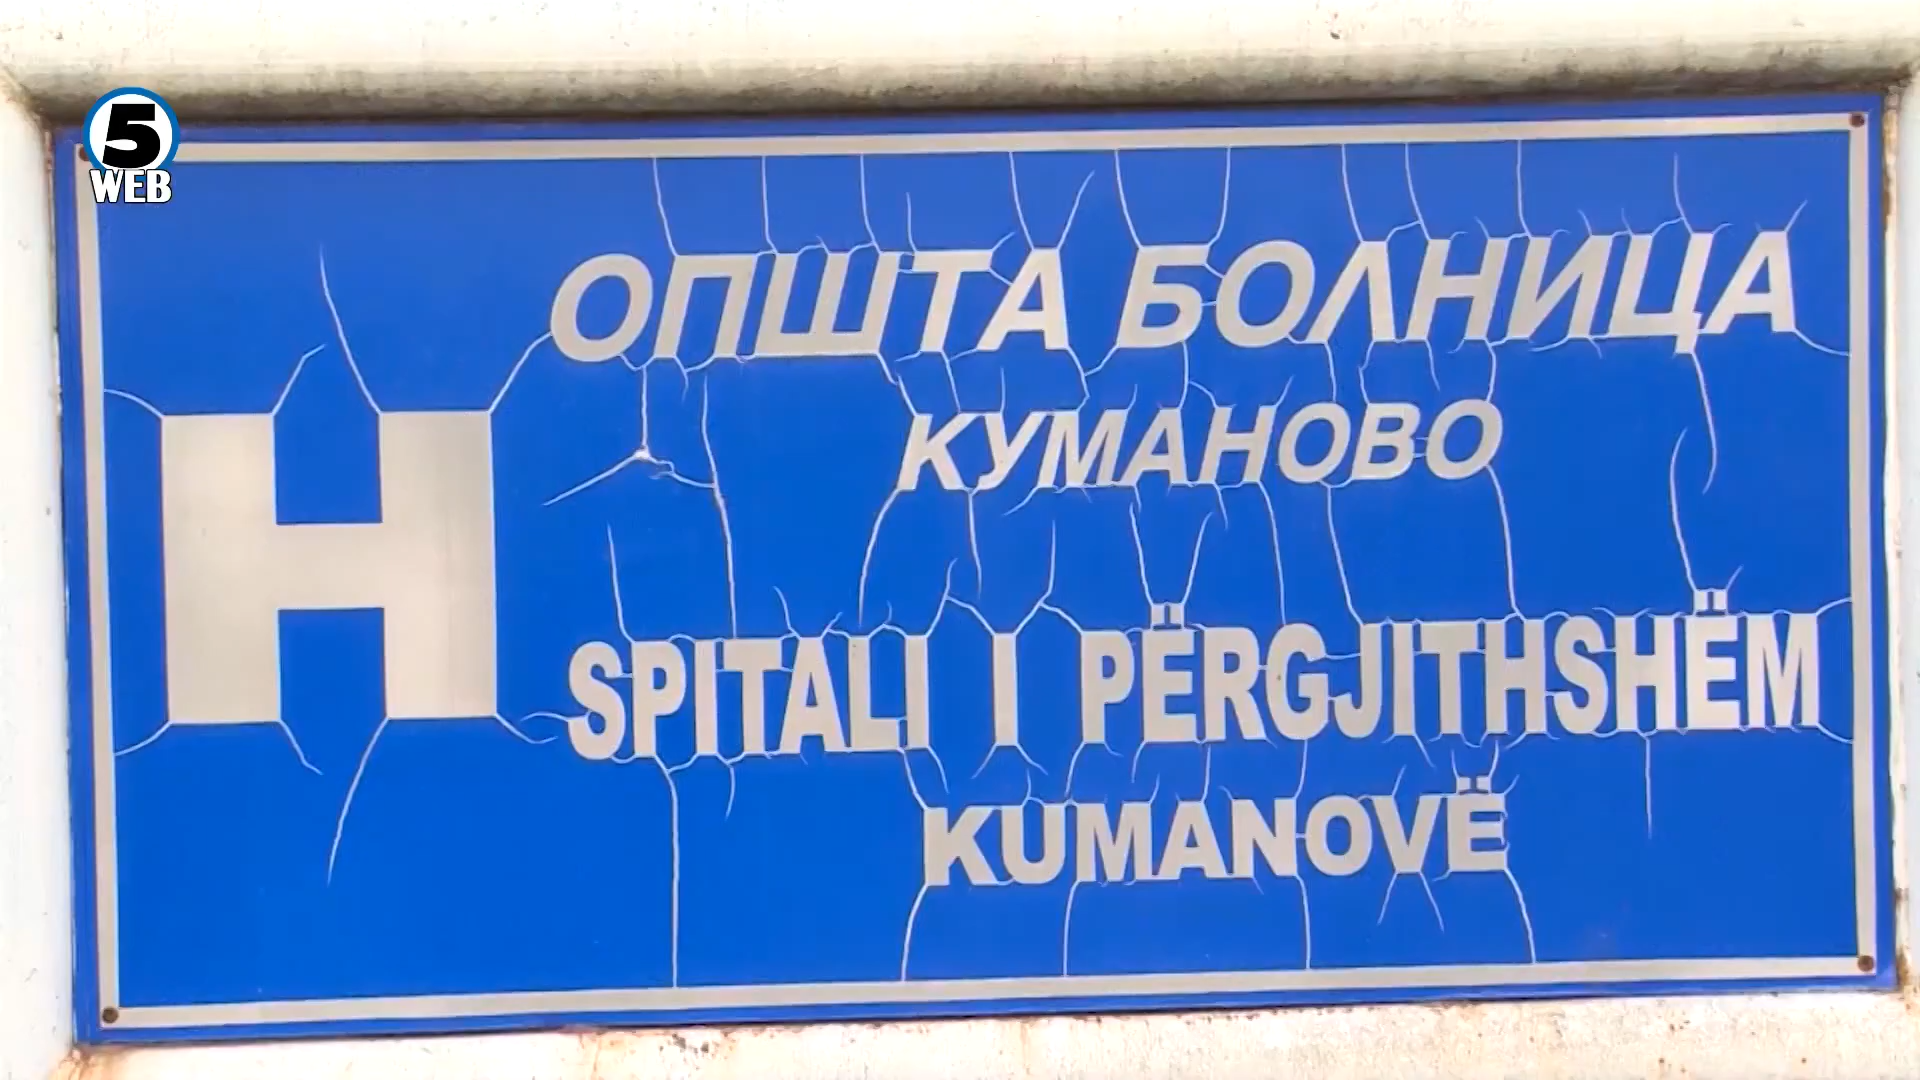 5
WEB
H
ОПШТА БОЛНИЦА
КУМАНОВО
SPITALI I PËRGJITHSHËM
KUMANOVË